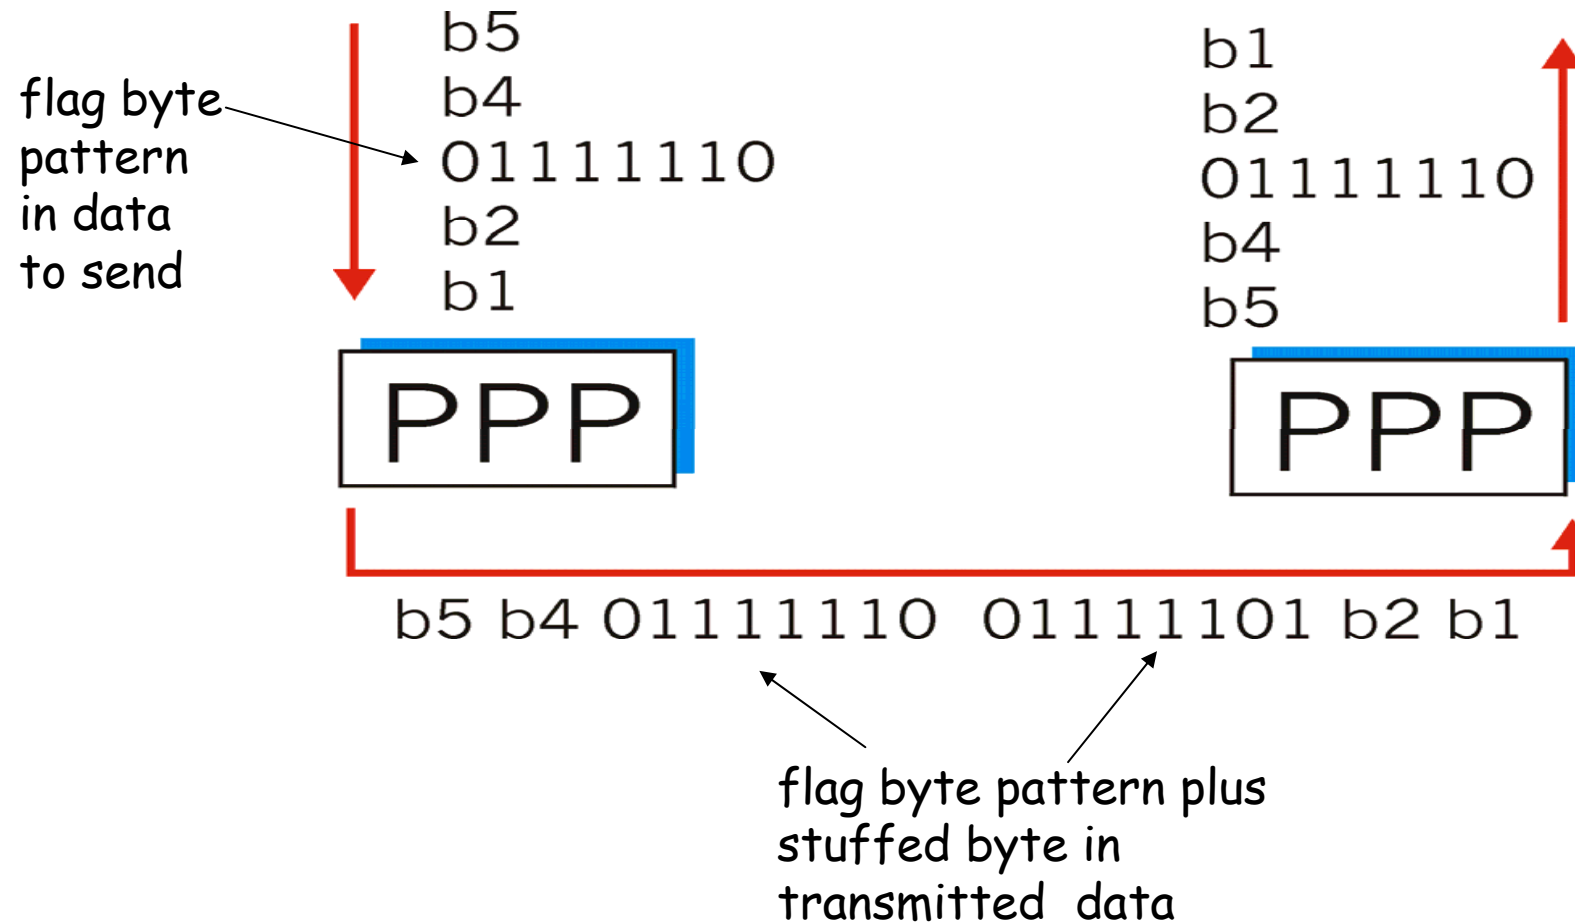 flag byte
pattern
in data
to send
b5
b4
01111110
b2
b1
b1
b2
01111110
b4
b5
PPP
PPP
b5 b4 01111110 01111101 b2 b1
flag byte pattern plus
stuffed byte in
transmitted data